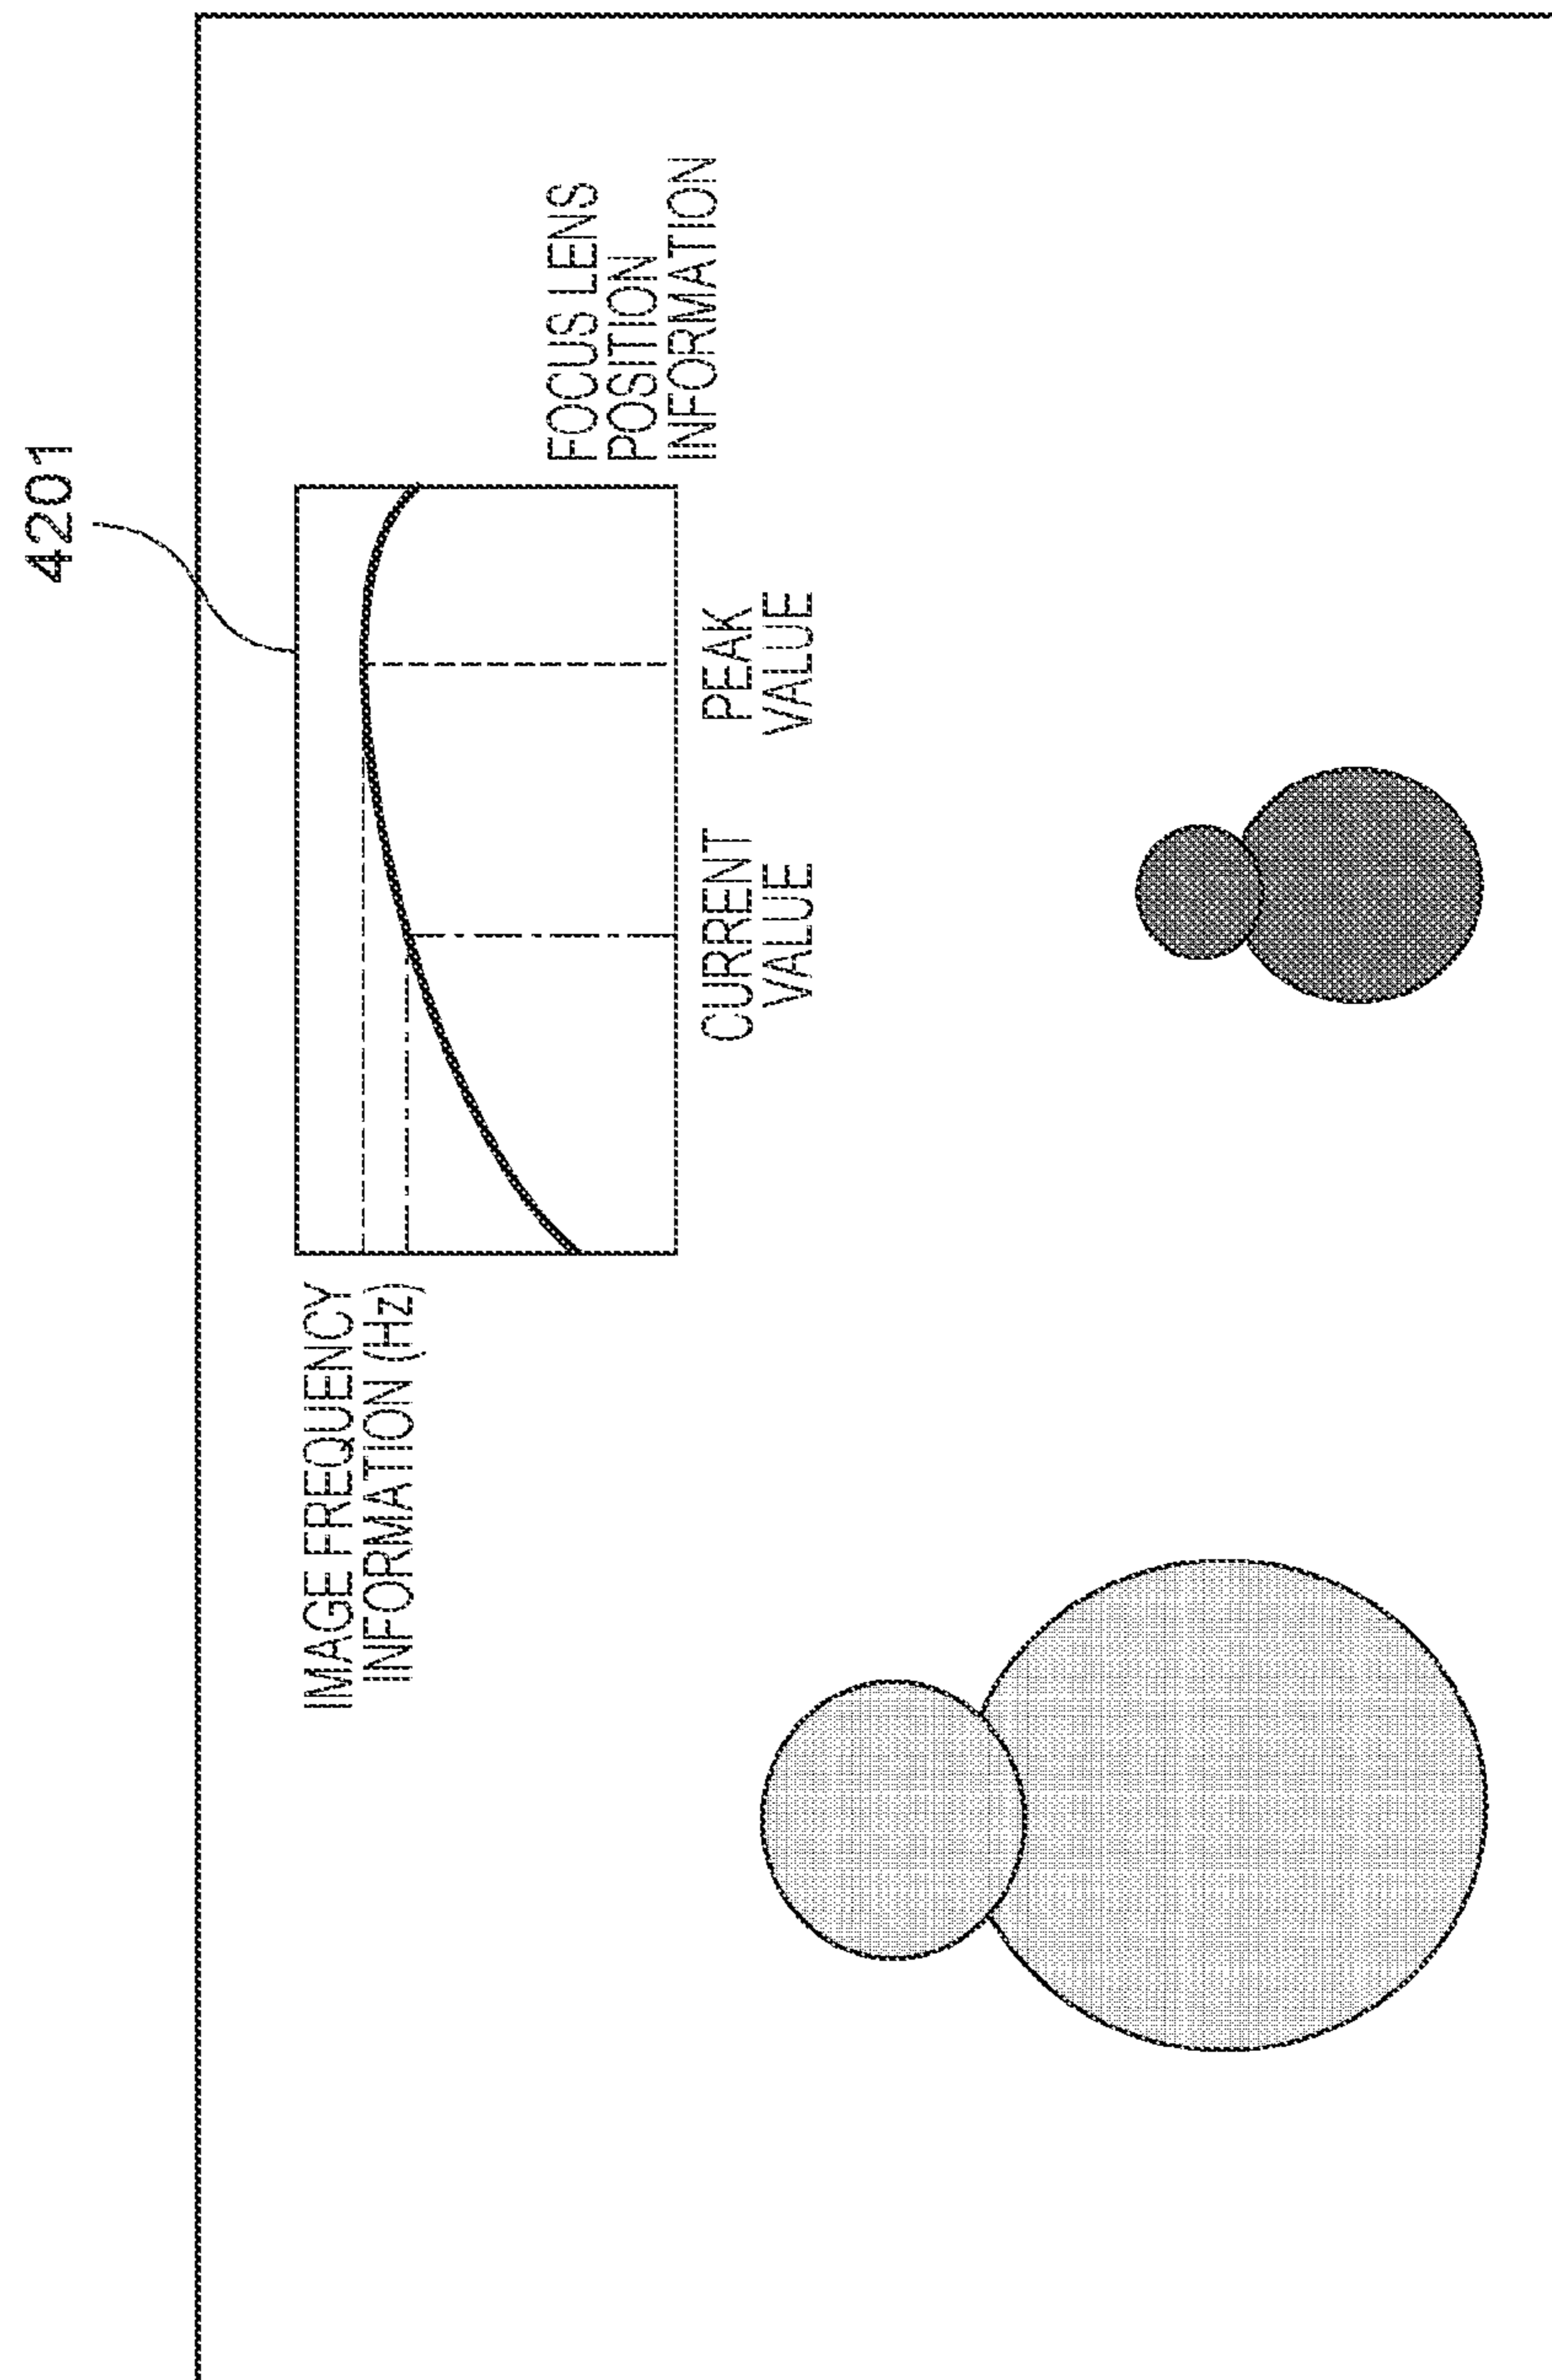 4201
IMAGE FREQUENCY
INFORMATION (Hz)
FOCUS LENS
POSITION
INFORMATION
CURRENT
VALUE
PEAK
VALUE